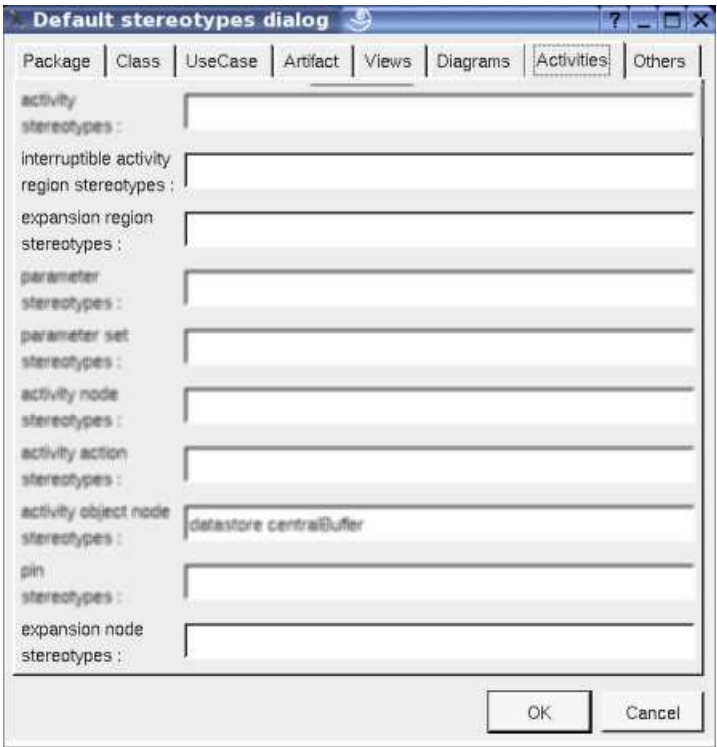 Default stereotypes dialog
Package Class UseCase Artifact Views Diagrams Activities Others
activity
stereotypes :
interruptible activity
region stereotypes :
expansion region
stereotypes :
parameter
stereotypes :
parameter set
stereotypes :
activity node
stereotypes :
activity action
stereotypes :
activity object node
stereotypes :
datastore centralBuffer
pin
stereotypes :
expansion node
stereotypes :
OK Cancel